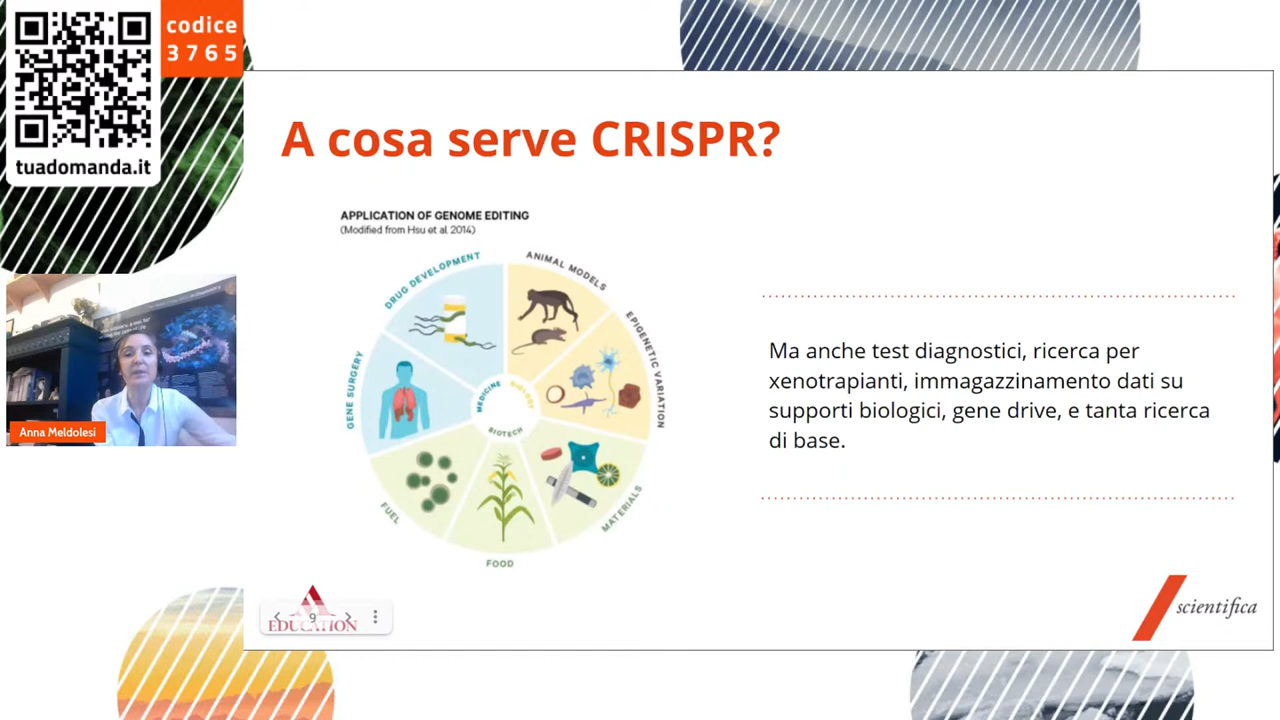 codice
3765
tuadomanda.it
Anna Meldolesi
A cosa serve CRISPR?
APPLICATION OF GENOME EDITING
(Modified from Hsu et al. 2014)
DRUG DEVELOPMENT
ANIMAL MODELS
EPIGENETIC VARIATION
GENE SURGERY
MEDICINE
BIOLOGY
BIOTECH
FUEL
FOOD
MATERIALS
Ma anche test diagnostici, ricerca per
xenotrapianti, immagazzinamento dati su
supporti biologici, gene drive, e tanta ricerca
di base.
9
EDUCATION
scientifica